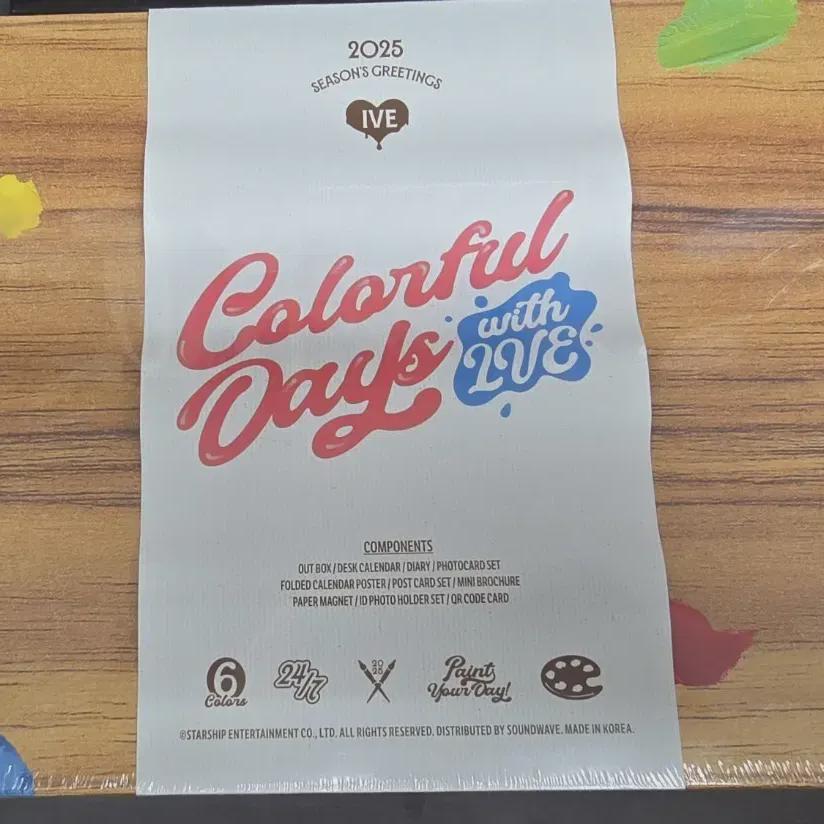 2025
SEASON'S GREETINGS
IVE
Colorful
Days
with
IVE
COMPONENTS
OUT BOX / DESK CALENDAR / DIARY / PHOTOCARD SET
FOLDED CALENDAR POSTER / POST CARD SET / MINI BROCHURE
PAPER MAGNET / ID PHOTO HOLDER SET / QR CODE CARD
6
Colors
24/7
20
25
Paint
Your Day!
©STARSHIP ENTERTAINMENT CO., LTD. ALL RIGHTS RESERVED. DISTRIBUTED BY SOUNDWAVE. MADE IN KOREA.